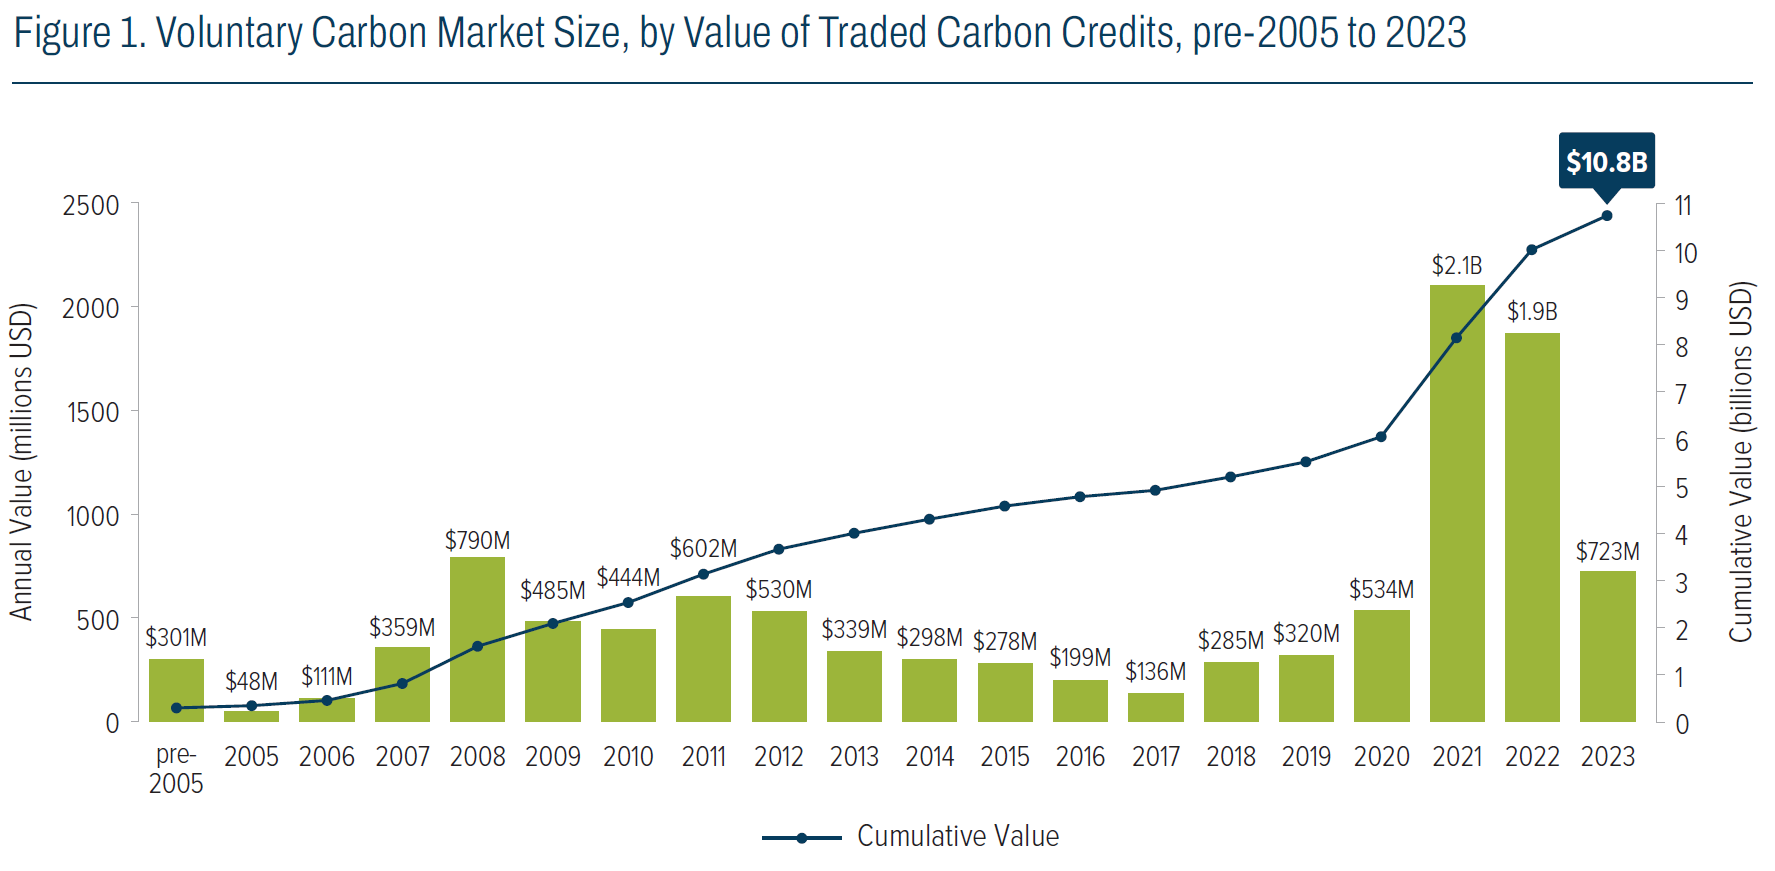 Figure 1. Voluntary Carbon Market Size, by Value of Traded Carbon Credits, pre-2005 to 2023
$10.8B
Annual Value (millions USD)
2500
2000
1500
1000
500
0
$301M
$48M
$111M
$359M
$790M
$485M
$444M
$602M
$530M
$339M
$298M
$278M
$199M
$136M
$285M
$320M
$534M
$2.1B
$1.9B
$723M
11
10
9
8
7
6
5
4
3
2
1
0
Cumulative Value (billions USD)
pre-
2005
2005
2006
2007
2008
2009
2010
2011
2012
2013
2014
2015
2016
2017
2018
2019
2020
2021
2022
2023
Cumulative Value